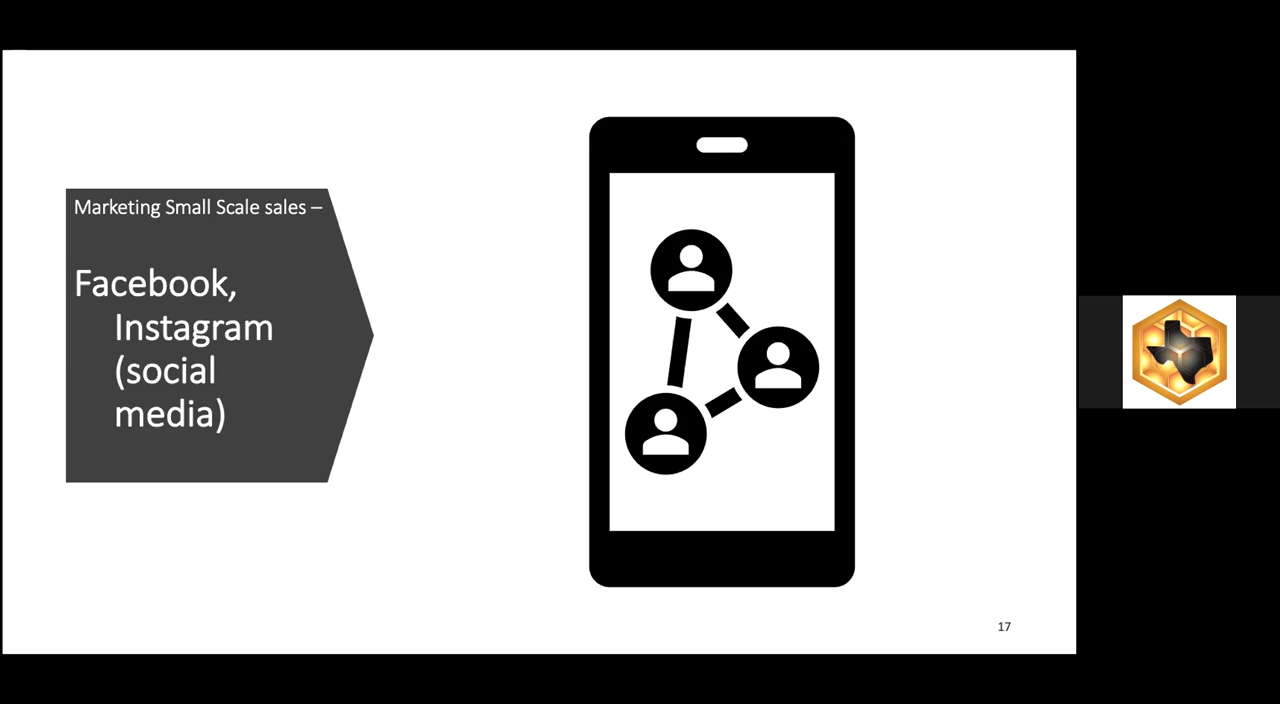 Marketing Small Scale sales –
Facebook,
Instagram
(social
media)
17